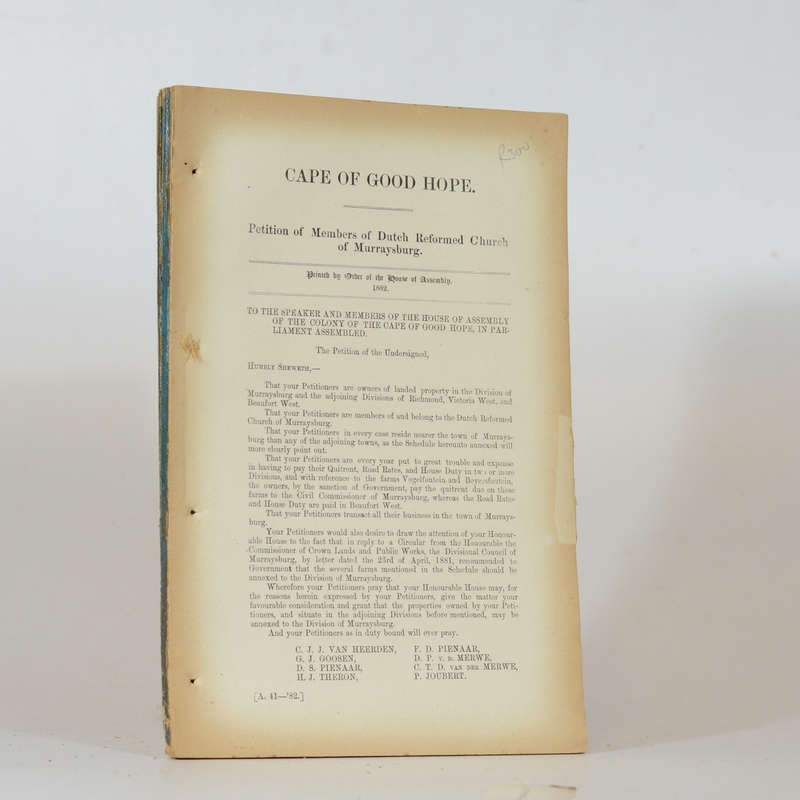 R300
CAPE OF GOOD HOPE.
Petition of Members of Dutch Reformed Church
of Murraysburg.
Printed by Order of the House of Assembly.
1882.
TO THE SPEAKER AND MEMBERS OF THE HOUSE OF ASSEMBLY
OF THE COLONY OF THE CAPE OF GOOD HOPE, IN PAR-
LIAMENT ASSEMBLED.
The Petition of the Undersigned,
HUMBLY SHEWETH,—
That your Petitioners are owners of landed property in the Division of
Murraysburg and the adjoining Divisions of Richmond, Victoria West, and
Beaufort West.
That your Petitioners are members of and belong to the Dutch Reformed
Church of Murraysburg.
That your Petitioners in every case reside nearer the town of Murrays-
burg than any of the adjoining towns, as the Schedule hereunto annexed will
more clearly point out.
That your Petitioners are every year put to great trouble and expense
in having to pay their Quitrent, Road Rates, and House Duty in two or more
Divisions, and with reference to the farms Vogelfontein and
the owners, by the sanction of Government, pay the quitrent due on these
farms to the Civil Commissioner of Murraysburg, whereas the Road Rates
and House Duty are paid in Beaufort West.
That your Petitioners transact all their business in the town of Murrays-
burg.
Your Petitioners would also desire to draw the attention of your Honour-
able House to the fact that in reply to a Circular from the Honourable the
Commissioner of Crown Lands and Public Works, the Divisional Council of
Murraysburg, by letter dated the 23rd of April, 1881, recommended to
Government that the several farms mentioned in the Schedule should be
annexed to the Division of Murraysburg.
Wherefore your Petitioners pray that your Honourable House may, for
the reasons herein expressed by your Petitioners, give the matter your
favourable consideration and grant that the properties owned by your Peti-
tioners, and situate in the adjoining Divisions before mentioned, may be
annexed to the Division of Murraysburg.
And your Petitioners as in duty bound will ever pray.
C. J. J. VAN HEERDEN, F. D. PIENAAR,
G. J. GOOSEN, D. P. V. D. MERWE,
D. S. PIENAAR, C. T. D. VAN DER MERWE,
H. J. THERON, P. JOUBERT.
[A. 41—'82.]